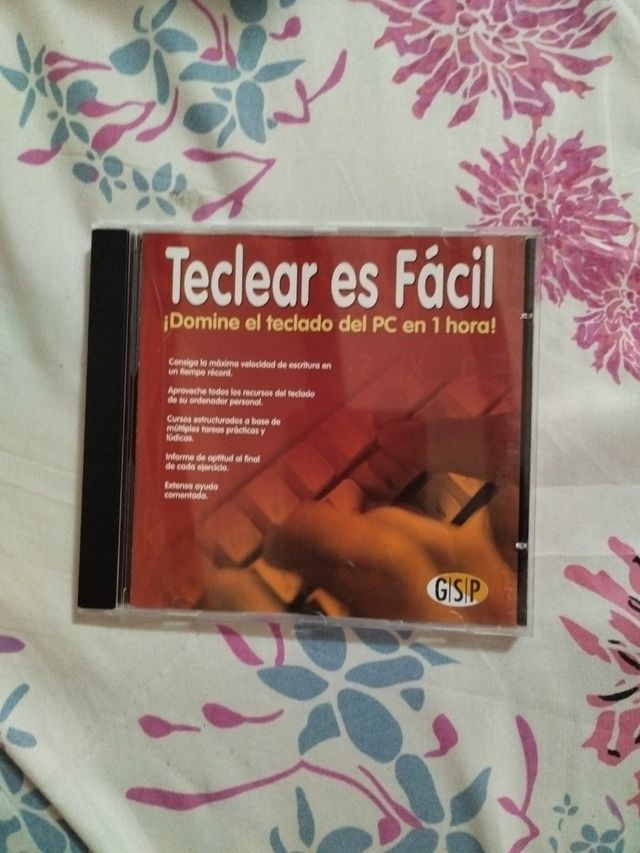 Teclear es Fácil
¡Domine el teclado del PC en 1 hora!
Consiga la máxima velocidad de escritura en
un tiempo récord.
Aproveche todos los recursos del teclado
de su ordenador personal.
Cursos estructurados a base de
múltiples tareas prácticas y
lúdicas.
Informe de aptitud al final
de cada ejercicio.
Extensa ayuda
comentada.
G|S|P